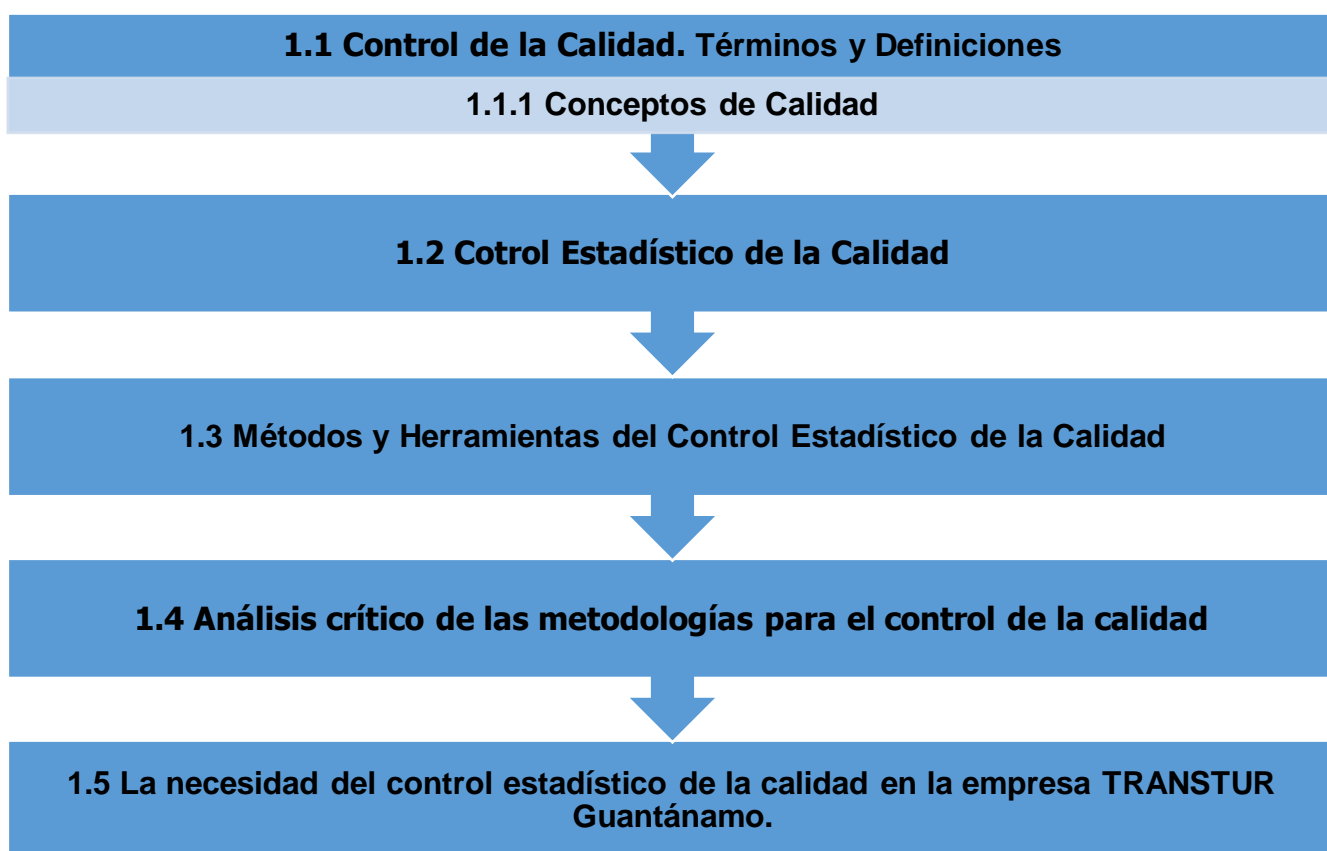 1.1 Control de la Calidad. Términos y Definiciones
1.1.1 Conceptos de Calidad
1.2 Cotrol Estadístico de la Calidad
1.3 Métodos y Herramientas del Control Estadístico de la Calidad
1.4 Análisis crítico de las metodologías para el control de la calidad
1.5 La necesidad del control estadístico de la calidad en la empresa TRANSTUR
Guantánamo.